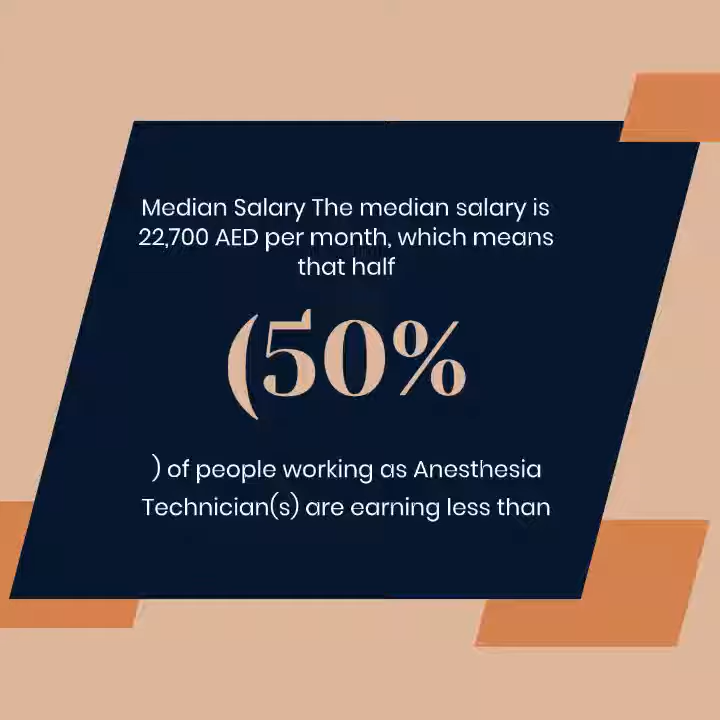 Median Salary The median salary is
22,700 AED per month, which means
that half
(50%
) of people working as Anesthesia
Technician(s) are earning less than